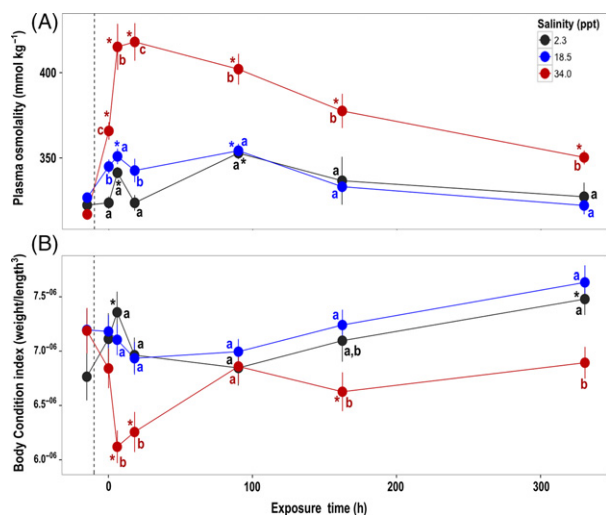 (A)
Plasma osmolality (mmol kg⁻¹)
400
350
Salinity (ppt)
2.3
18.5
34.0
* b
* c
* c
* b
* b
* b
* a
b
b
a
a
*
a
* b
a*
a
a
a
a
(B)
Body Condition index (weight/length³)
7.5⁻⁰⁶
7.0⁻⁰⁶
6.5⁻⁰⁶
6.0⁻⁰⁶
* a
a
a
a
a
a
a
a,b
a
a
* a
* b
* b
a
* b
b
0
100
200
300
Exposure time (h)